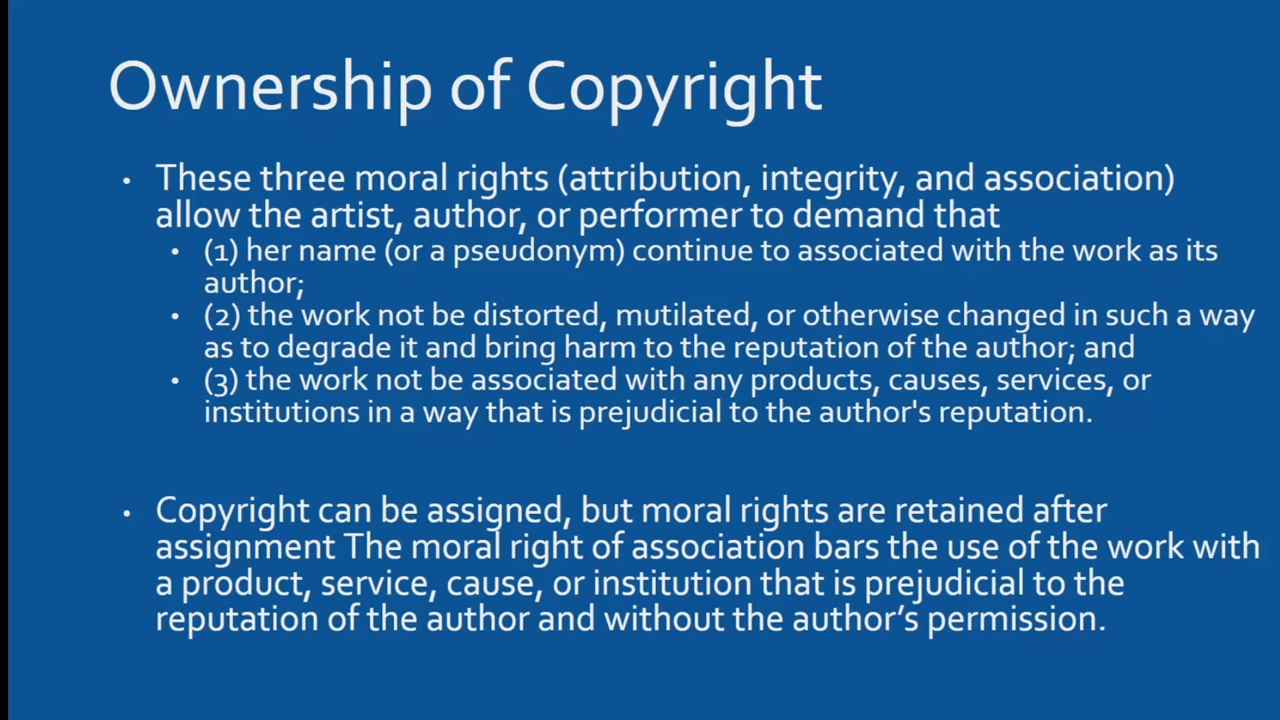 Ownership of Copyright
• These three moral rights (attribution, integrity, and association)
allow the artist, author, or performer to demand that
• (1) her name (or a pseudonym) continue to associated with the work as its
author;
• (2) the work not be distorted, mutilated, or otherwise changed in such a way
as to degrade it and bring harm to the reputation of the author; and
• (3) the work not be associated with any products, causes, services, or
institutions in a way that is prejudicial to the author's reputation.
• Copyright can be assigned, but moral rights are retained after
assignment The moral right of association bars the use of the work with
a product, service, cause, or institution that is prejudicial to the
reputation of the author and without the author’s permission.